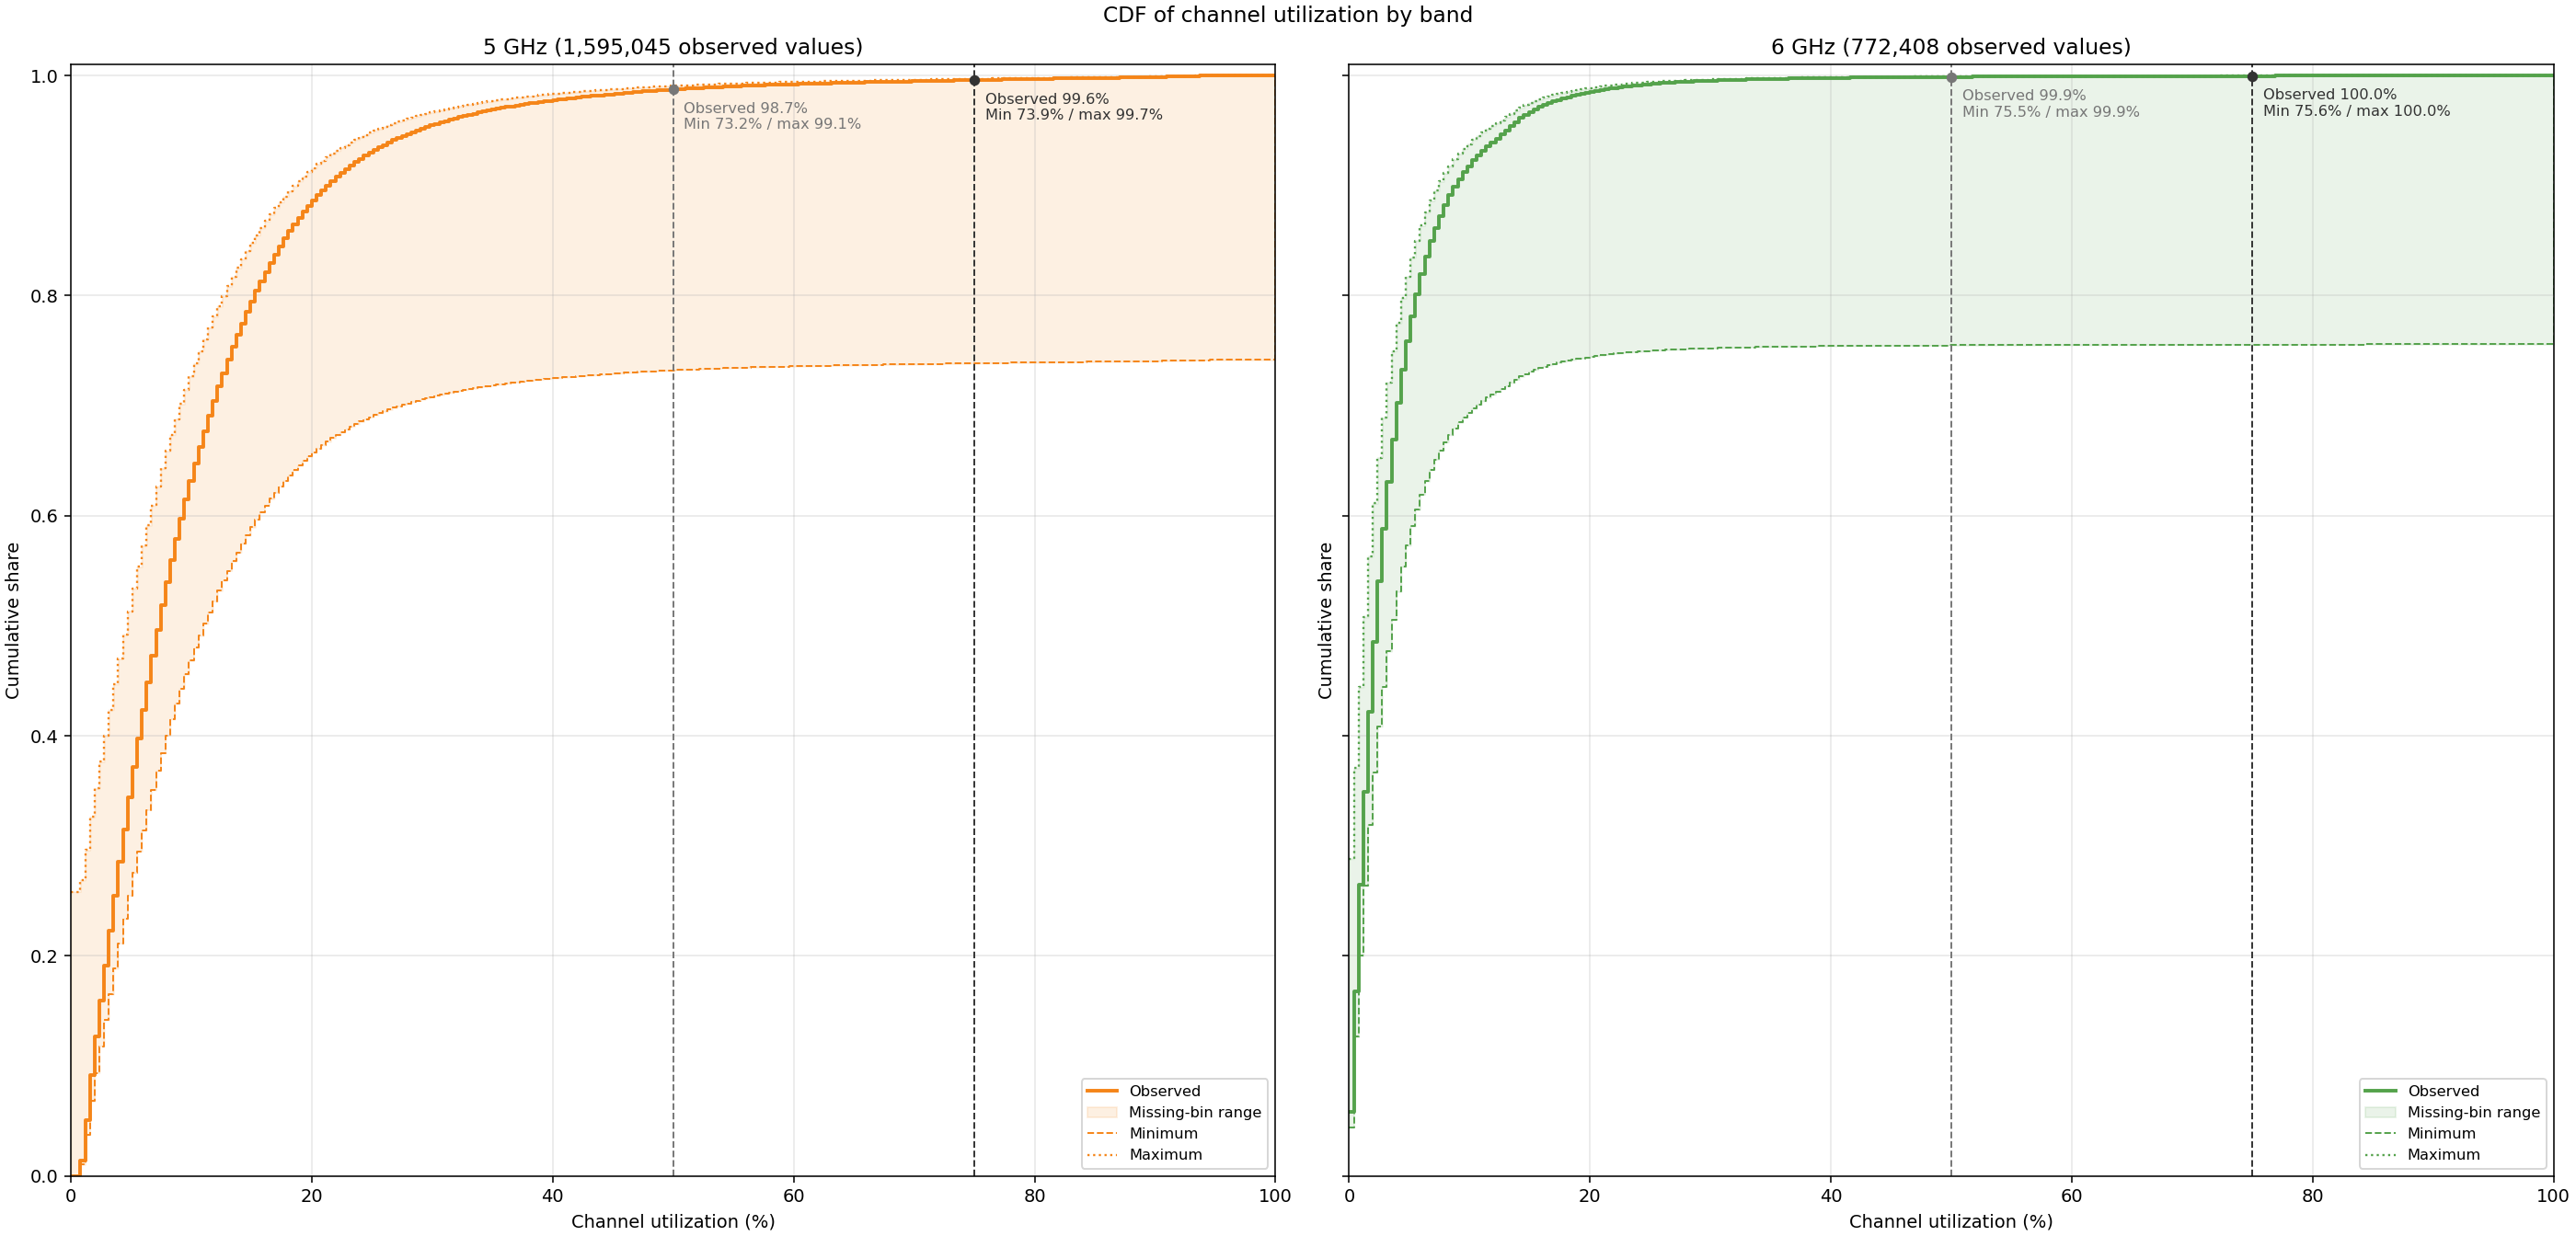 CDF of channel utilization by band
5 GHz (1,595,045 observed values)
1.0
0.8
0.6
0.4
0.2
0.0
Cumulative share
Observed 98.7%
Min 73.2% / max 99.1%
Observed 99.6%
Min 73.9% / max 99.7%
Observed
Missing-bin range
Minimum
Maximum
0 20 40 60 80 100
Channel utilization (%)
6 GHz (772,408 observed values)
Cumulative share
Observed 99.9%
Min 75.5% / max 99.9%
Observed 100.0%
Min 75.6% / max 100.0%
Observed
Missing-bin range
Minimum
Maximum
0 20 40 60 80 100
Channel utilization (%)